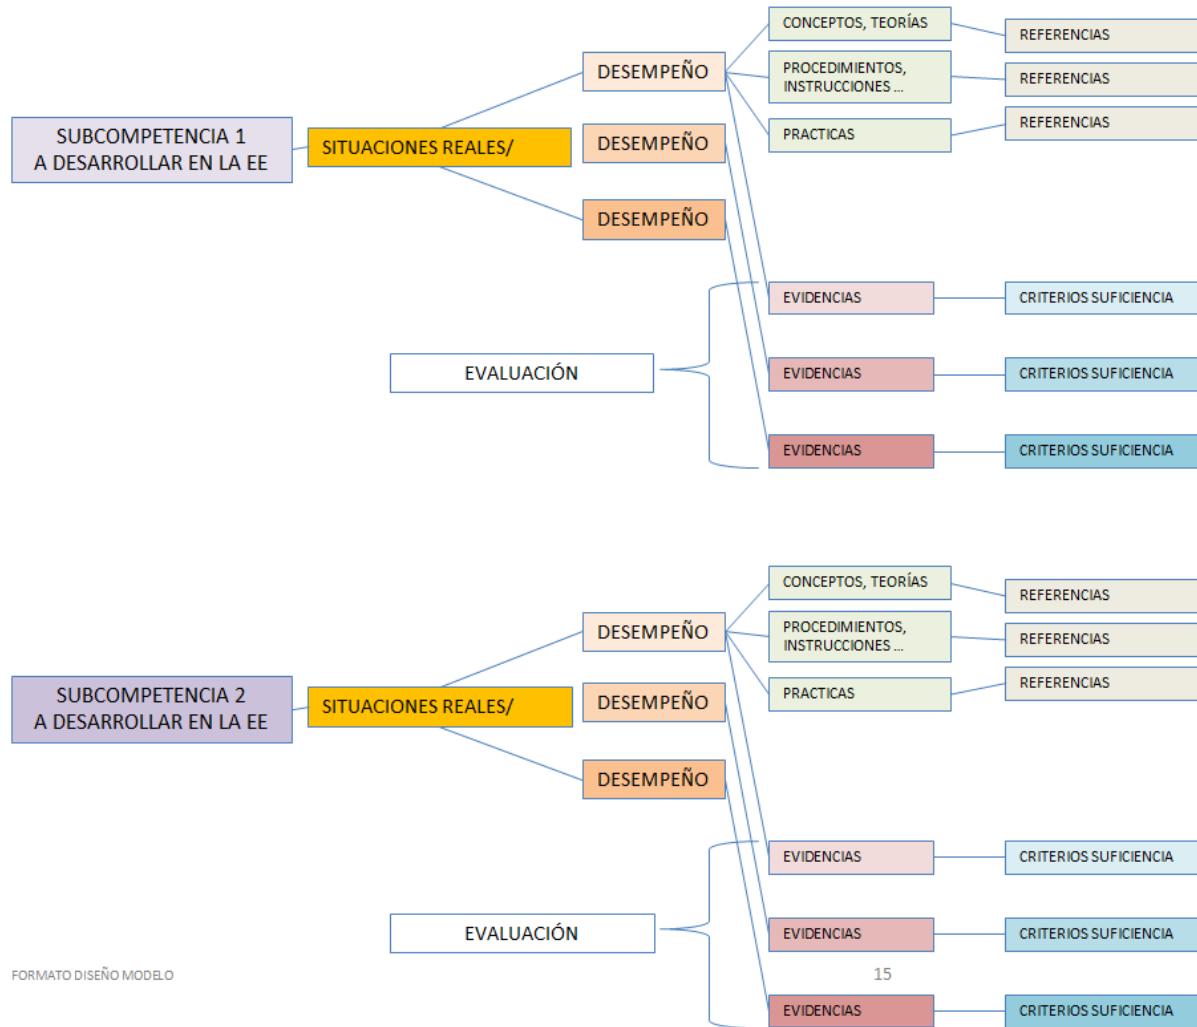 CONCEPTOS, TEORÍAS
REFERENCIAS
DESEMPEÑO
PROCEDIMIENTOS,
INSTRUCCIONES ...
REFERENCIAS
SUBCOMPETENCIA 1
A DESARROLLAR EN LA EE
SITUACIONES REALES/
DESEMPEÑO
PRACTICAS
REFERENCIAS
DESEMPEÑO
EVIDENCIAS
CRITERIOS SUFICIENCIA
EVALUACIÓN
EVIDENCIAS
CRITERIOS SUFICIENCIA
EVIDENCIAS
CRITERIOS SUFICIENCIA
CONCEPTOS, TEORÍAS
REFERENCIAS
DESEMPEÑO
PROCEDIMIENTOS,
INSTRUCCIONES ...
REFERENCIAS
SUBCOMPETENCIA 2
A DESARROLLAR EN LA EE
SITUACIONES REALES/
DESEMPEÑO
PRACTICAS
REFERENCIAS
DESEMPEÑO
EVIDENCIAS
CRITERIOS SUFICIENCIA
EVALUACIÓN
EVIDENCIAS
CRITERIOS SUFICIENCIA
FORMATO DISEÑO MODELO
15
EVIDENCIAS
CRITERIOS SUFICIENCIA